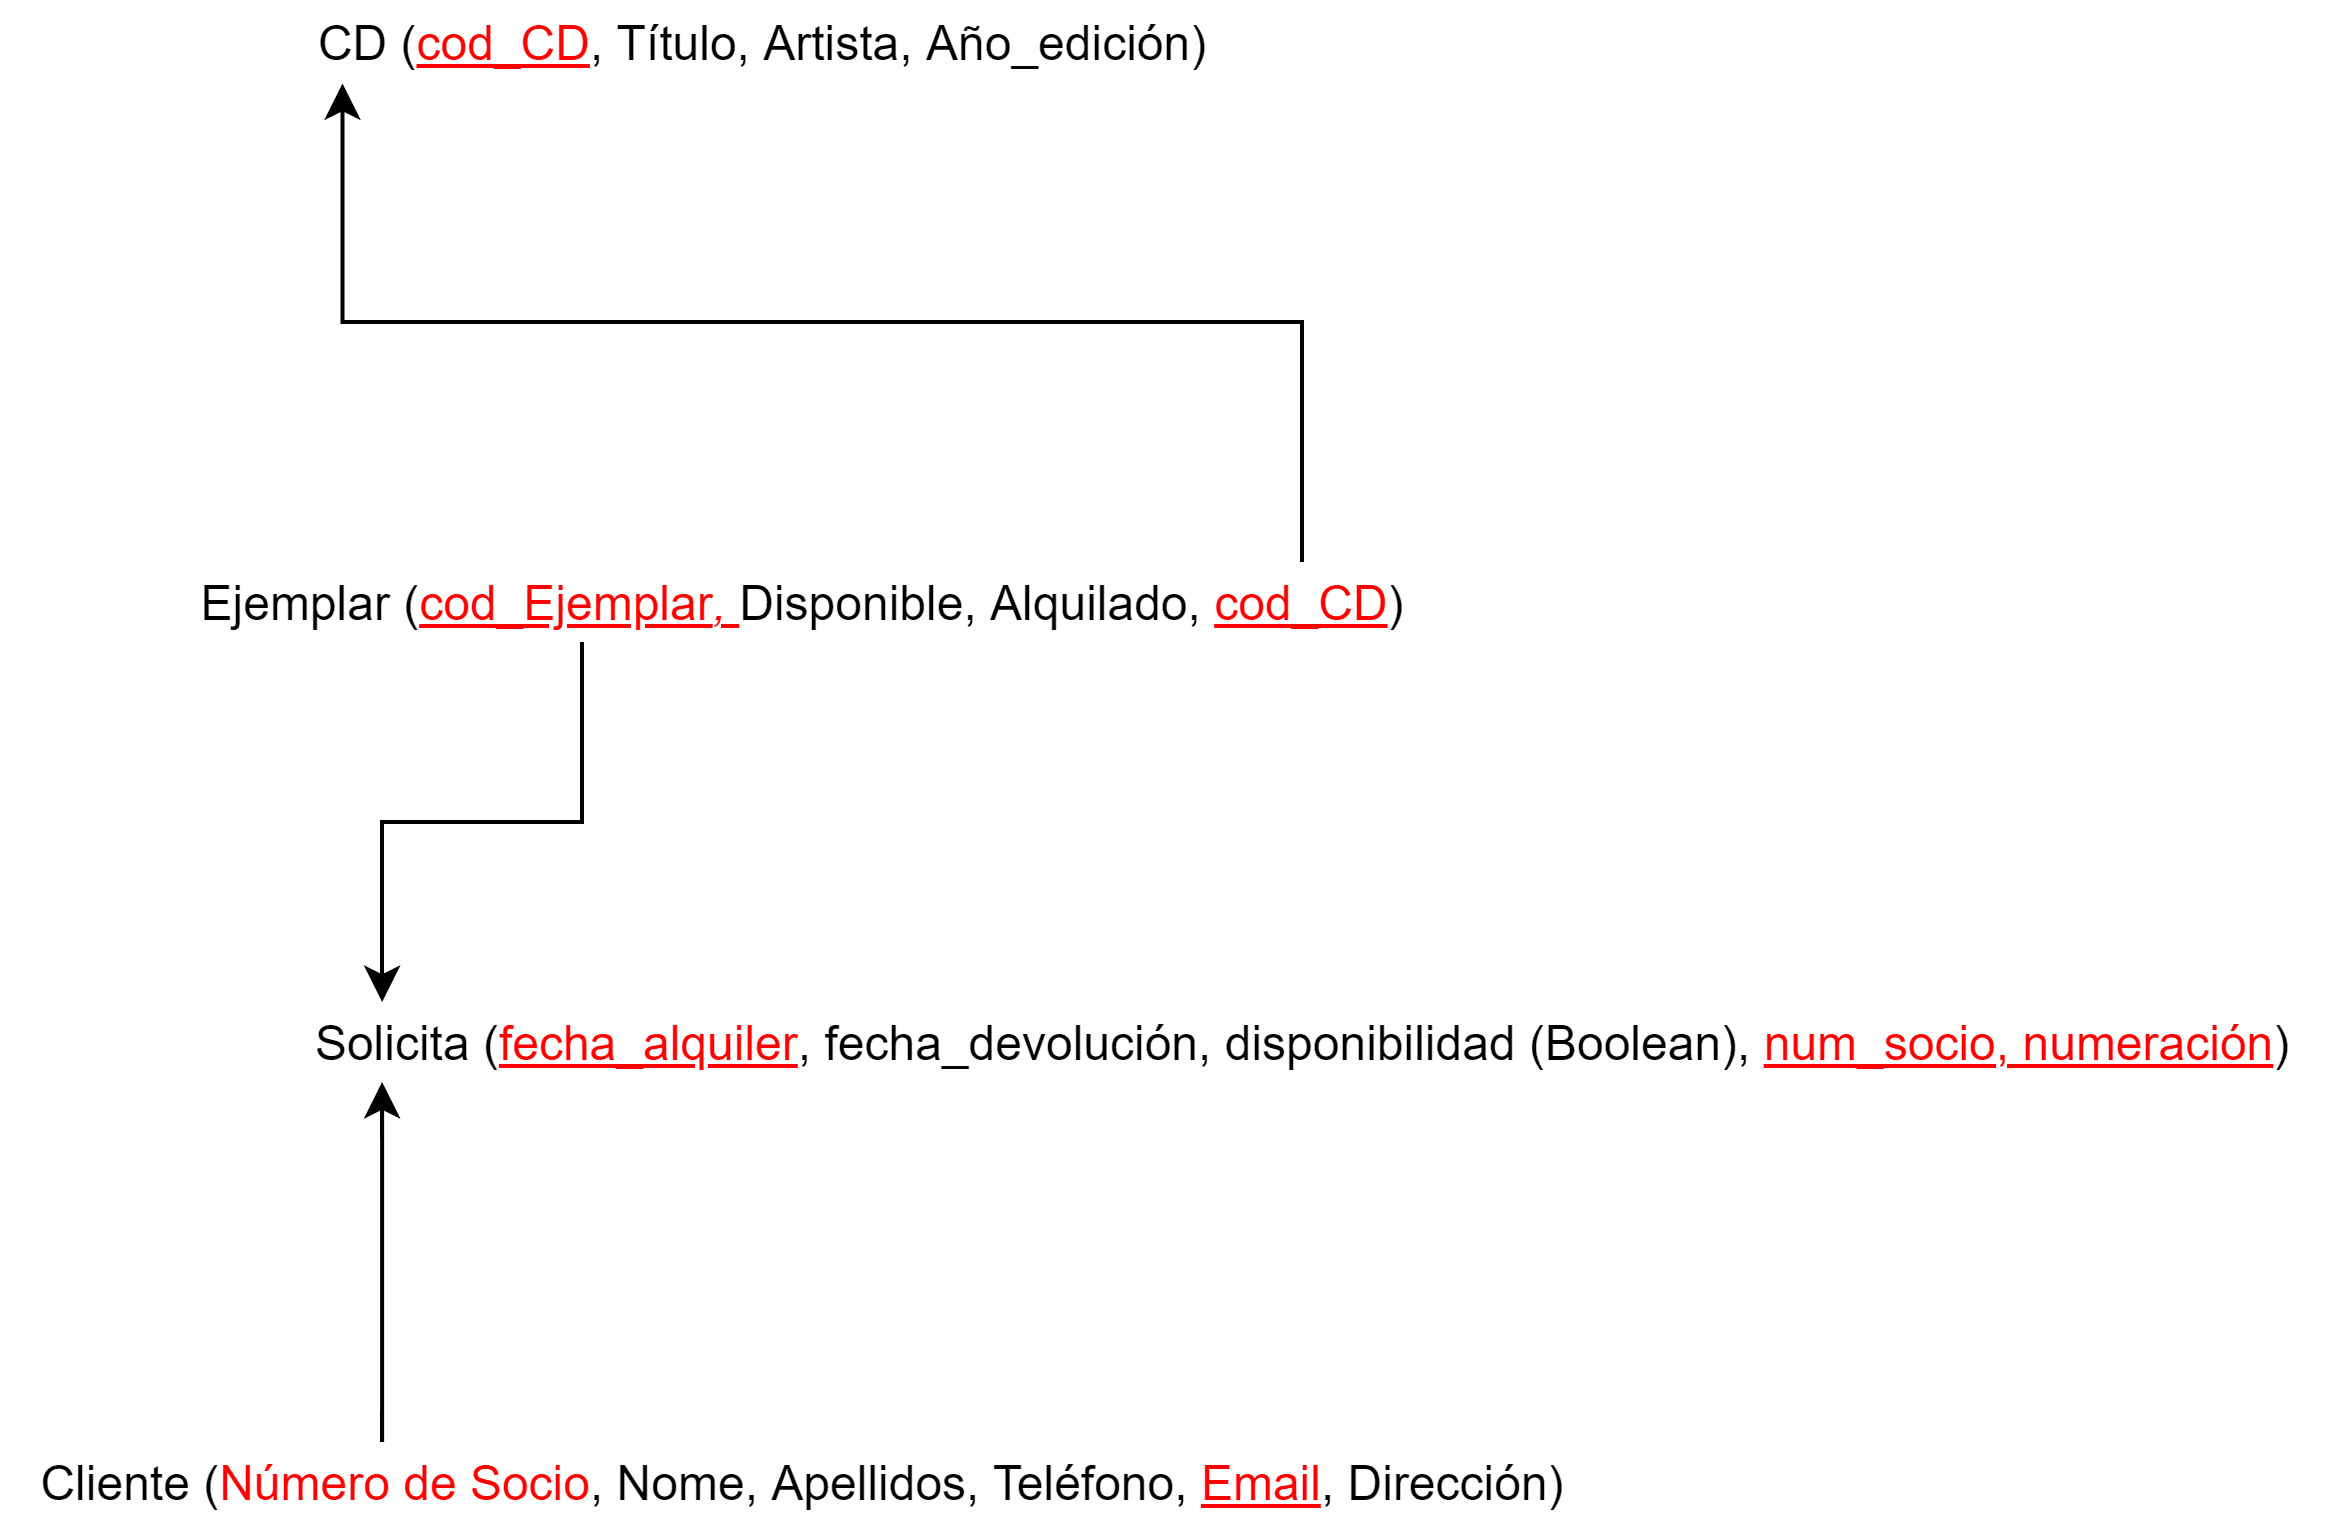 CD (cod_CD, Título, Artista, Año_edición)
Ejemplar (cod_Ejemplar, Disponible, Alquilado, cod_CD)
Solicita (fecha_alquiler, fecha_devolución, disponibilidad (Boolean), num_socio, numeración)
Cliente (Número de Socio, Nome, Apellidos, Teléfono, Email, Dirección)